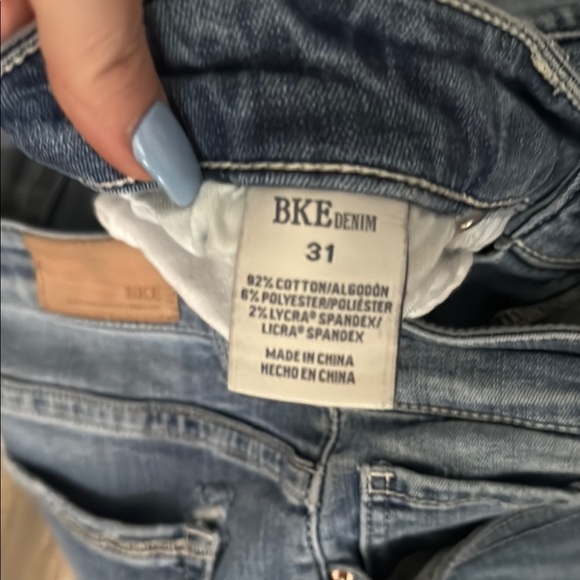 BKE DENIM
31
92% COTTON/ALGODÓN
6% POLYESTER/POLIÉSTER
2% LYCRA® SPANDEX/
LICRA® SPANDEX
MADE IN CHINA
HECHO EN CHINA
BKE